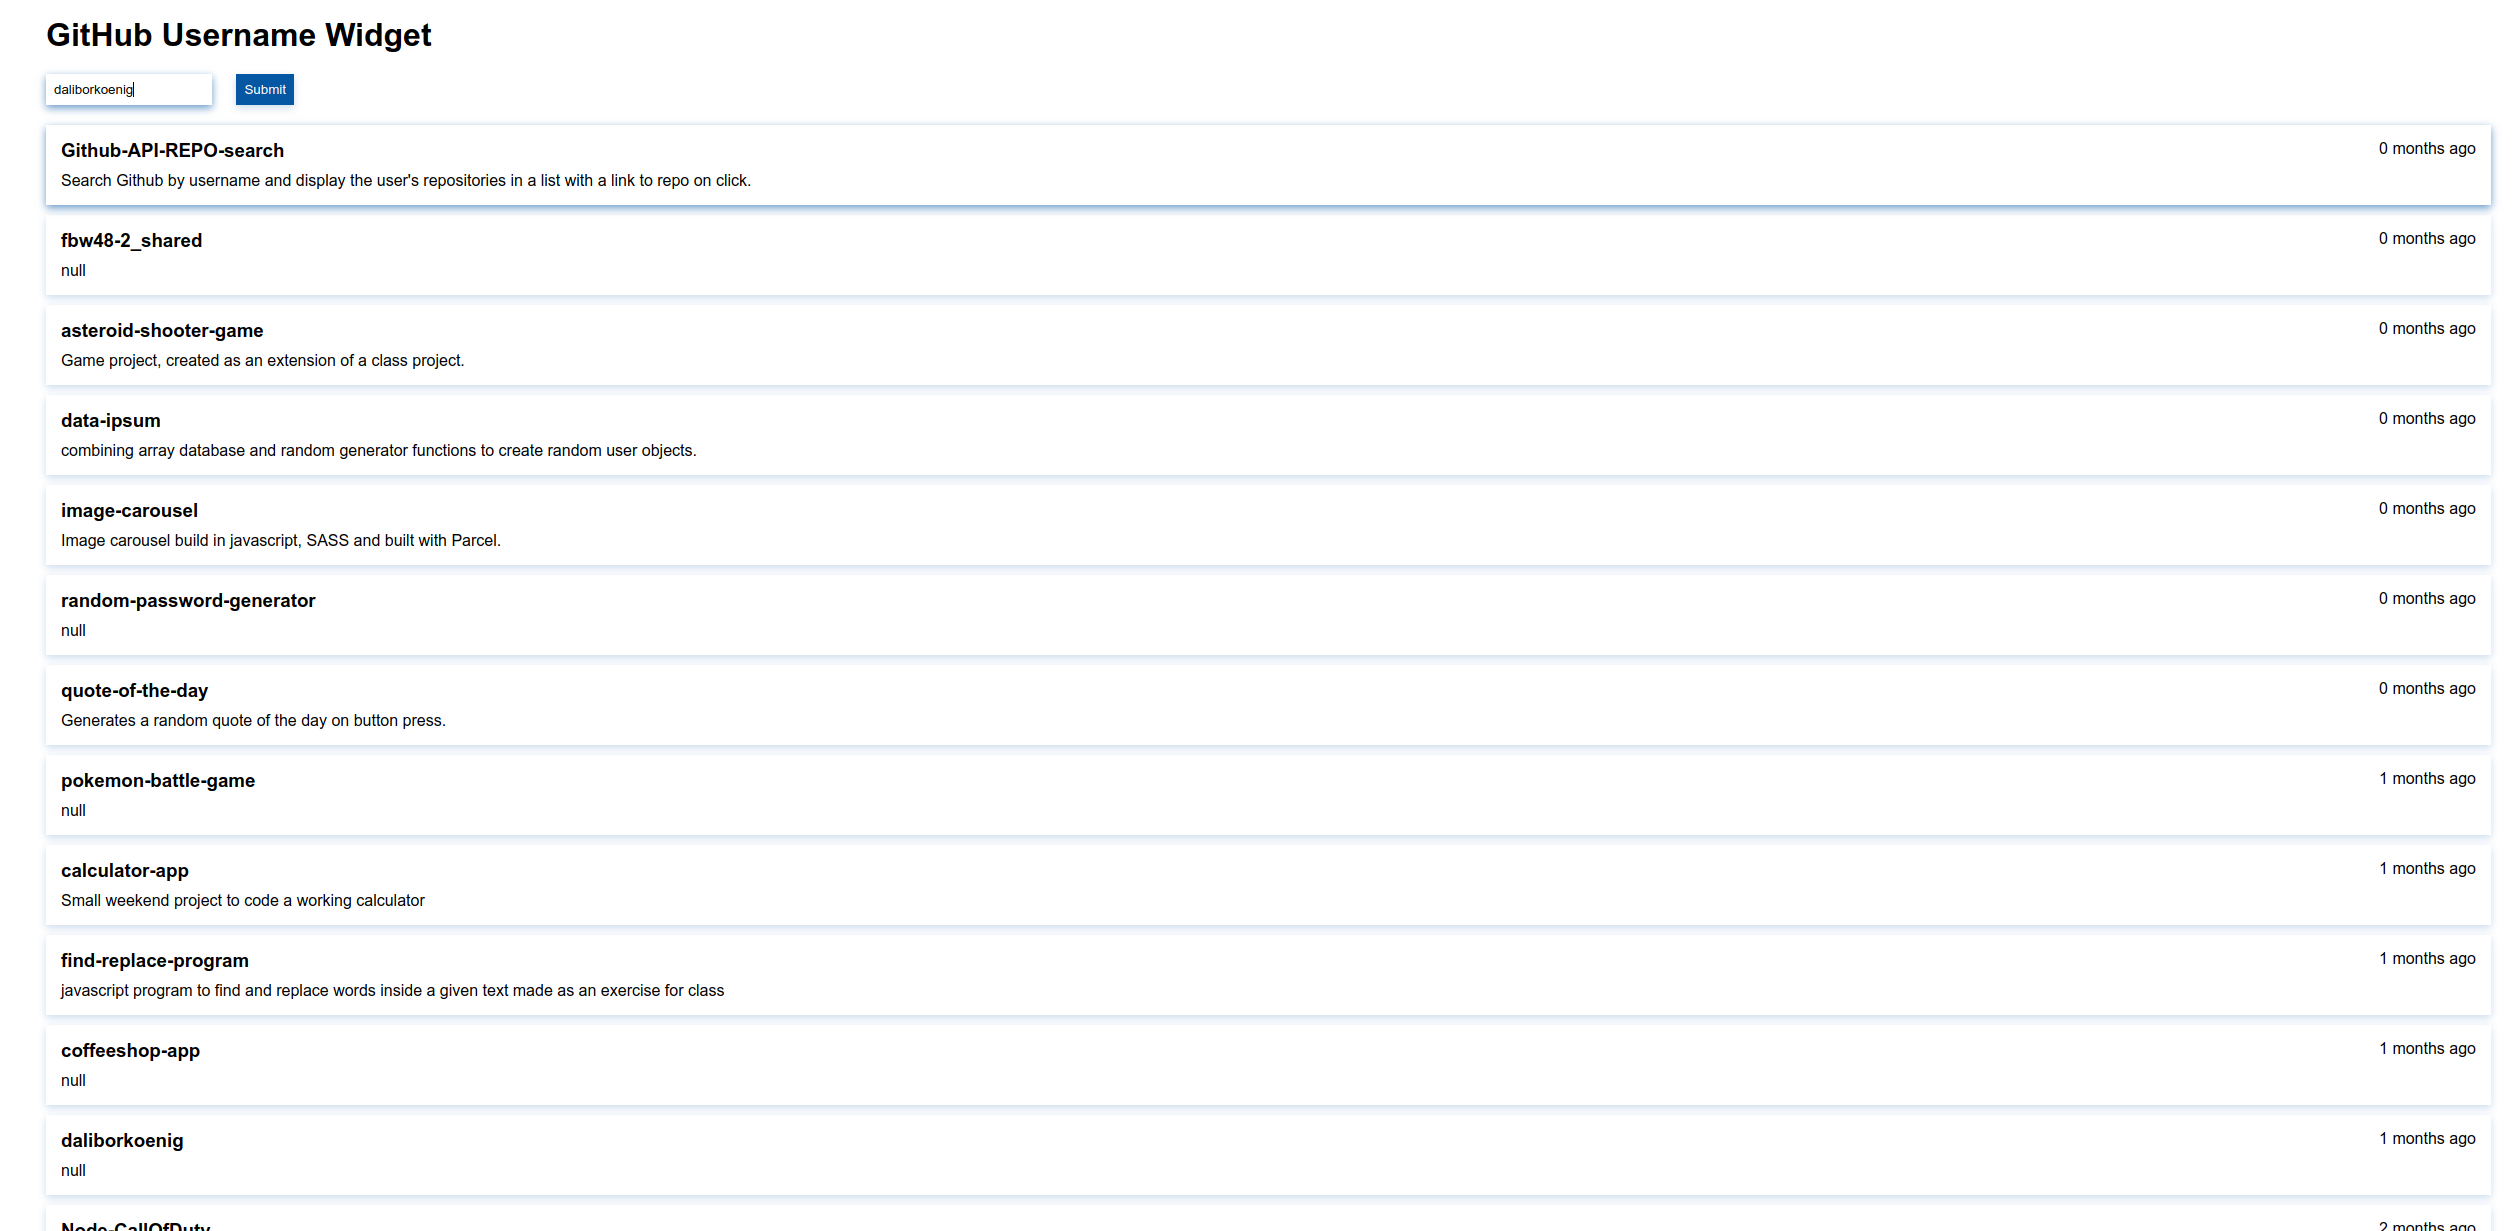 GitHub Username Widget
daliborkoenig
Submit
Github-API-REPO-search
0 months ago
Search Github by username and display the user's repositories in a list with a link to repo on click.
fbw48-2_shared
0 months ago
null
asteroid-shooter-game
0 months ago
Game project, created as an extension of a class project.
data-ipsum
0 months ago
combining array database and random generator functions to create random user objects.
image-carousel
0 months ago
Image carousel build in javascript, SASS and built with Parcel.
random-password-generator
0 months ago
null
quote-of-the-day
0 months ago
Generates a random quote of the day on button press.
pokemon-battle-game
1 months ago
null
calculator-app
1 months ago
Small weekend project to code a working calculator
find-replace-program
1 months ago
javascript program to find and replace words inside a given text made as an exercise for class
coffeeshop-app
1 months ago
null
daliborkoenig
1 months ago
null
Node-CallOfDuty
2 months ago